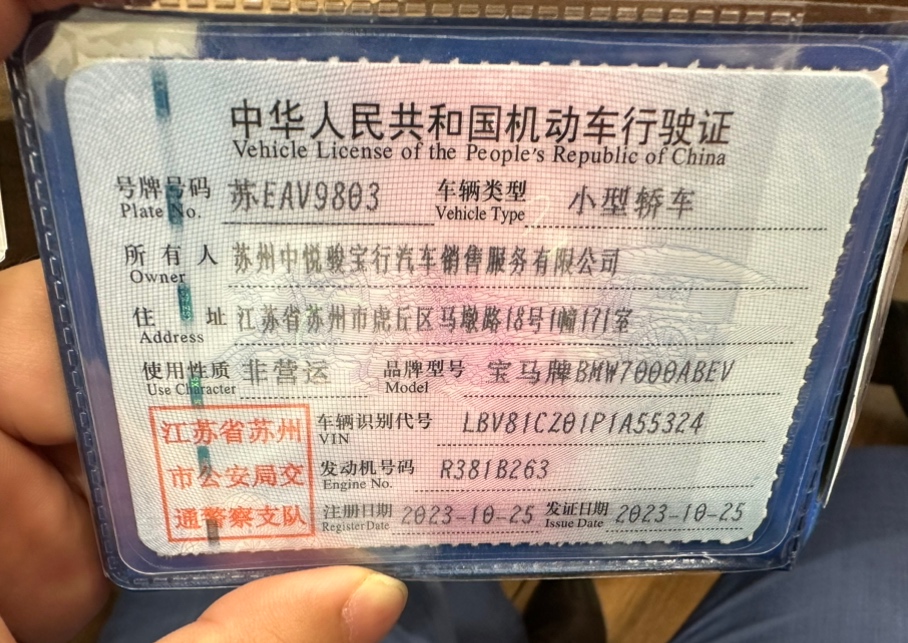 中华人民共和国机动车行驶证
Vehicle License of the People's Republic of China
号牌号码 苏EAV9803 车辆类型 小型轿车
Plate No. Vehicle Type
所有人 苏州中悦骏宝行汽车销售服务有限公司
Owner
住址 江苏省苏州市虎丘区马墩路18号1幢171室
Address
使用性质 非营运 品牌型号 宝马牌BMW7000ABEV
Use Character Model
江苏省苏州
市公安局交
通警察支队
车辆识别代号 LBV81CZ01P1A55324
VIN
发动机号码 R381B263
Engine No.
注册日期 2023-10-25 发证日期 2023-10-25
Register Date Issue Date